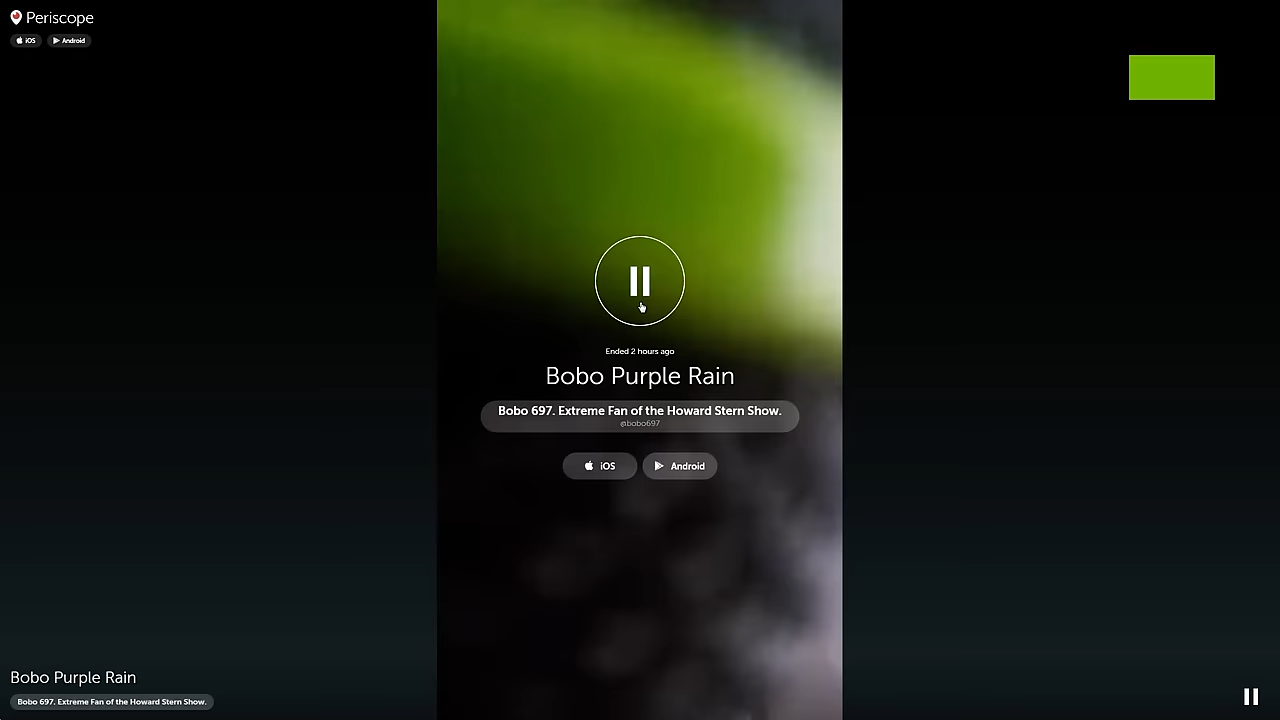 Periscope
iOS
Android
Ended 2 hours ago
Bobo Purple Rain
Bobo 697. Extreme Fan of the Howard Stern Show.
@bobo697
iOS
Android
Bobo Purple Rain
Bobo 697. Extreme Fan of the Howard Stern Show.